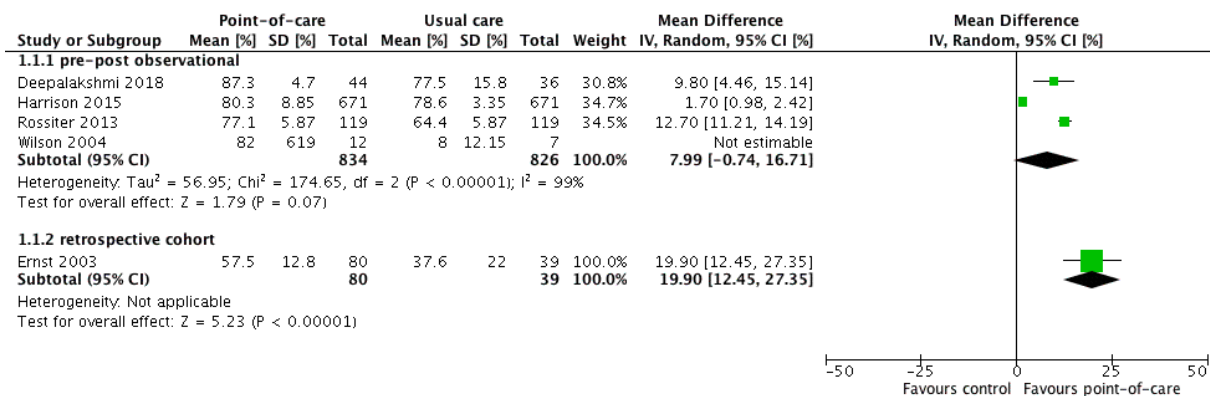 Point-of-care Usual care Mean Difference Mean Difference
Study or Subgroup Mean [%] SD [%] Total Mean [%] SD [%] Total Weight IV, Random, 95% CI [%] IV, Random, 95% CI [%]
1.1.1 pre-post observational
Deepalakshmi 2018 87.3 4.7 44 77.5 15.8 36 30.8% 9.80 [4.46, 15.14]
Harrison 2015 80.3 8.85 671 78.6 3.35 671 34.7% 1.70 [0.98, 2.42]
Rossiter 2013 77.1 5.87 119 64.4 5.87 119 34.5% 12.70 [11.21, 14.19]
Wilson 2004 82 619 12 8 12.15 7 Not estimable
Subtotal (95% CI) 834 826 100.0% 7.99 [-0.74, 16.71]
Heterogeneity: Tau² = 56.95; Chi² = 174.65, df = 2 (P < 0.00001); I² = 99%
Test for overall effect: Z = 1.79 (P = 0.07)
1.1.2 retrospective cohort
Ernst 2003 57.5 12.8 80 37.6 22 39 100.0% 19.90 [12.45, 27.35]
Subtotal (95% CI) 80 39 100.0% 19.90 [12.45, 27.35]
Heterogeneity: Not applicable
Test for overall effect: Z = 5.23 (P < 0.00001)
-50 -25 0 25 50
Favours control Favours point-of-care